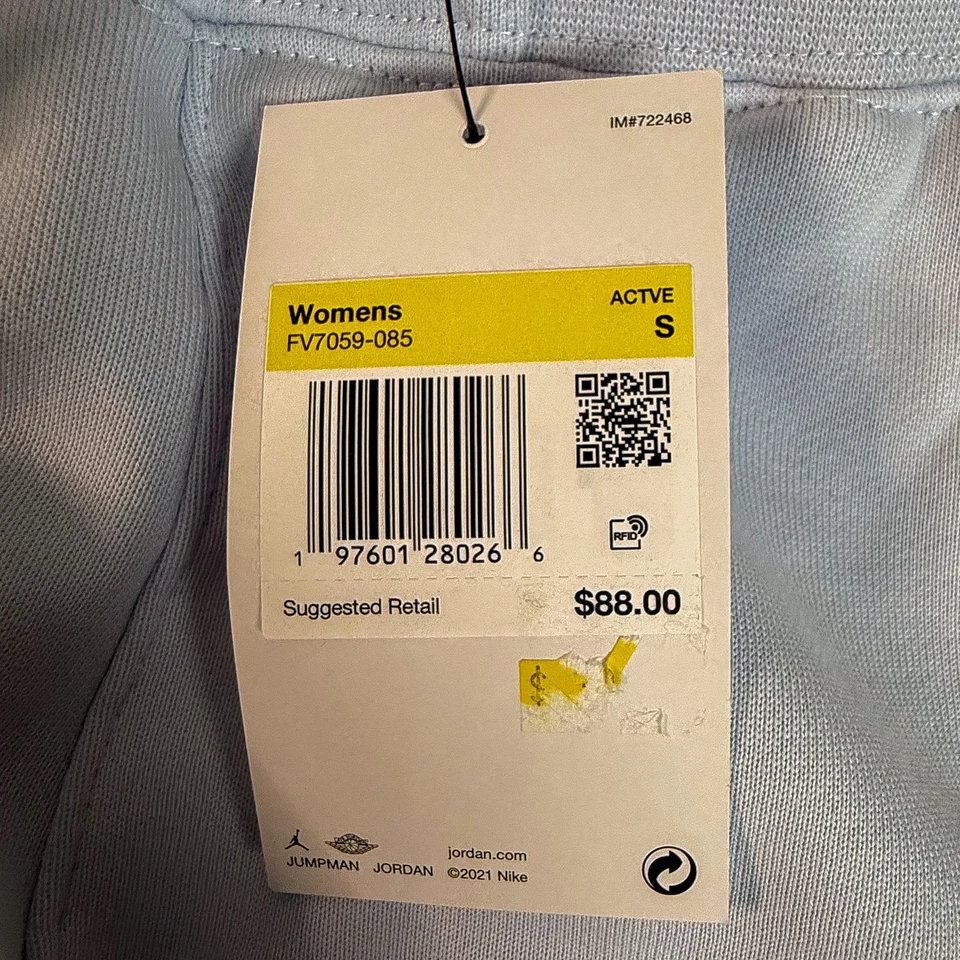 IM#722468
Womens
ACTVE
FV7059-085
S
RFID
1 97601 28026 6
Suggested Retail
$88.00
$
JUMPMAN
JORDAN
jordan.com
©2021 Nike